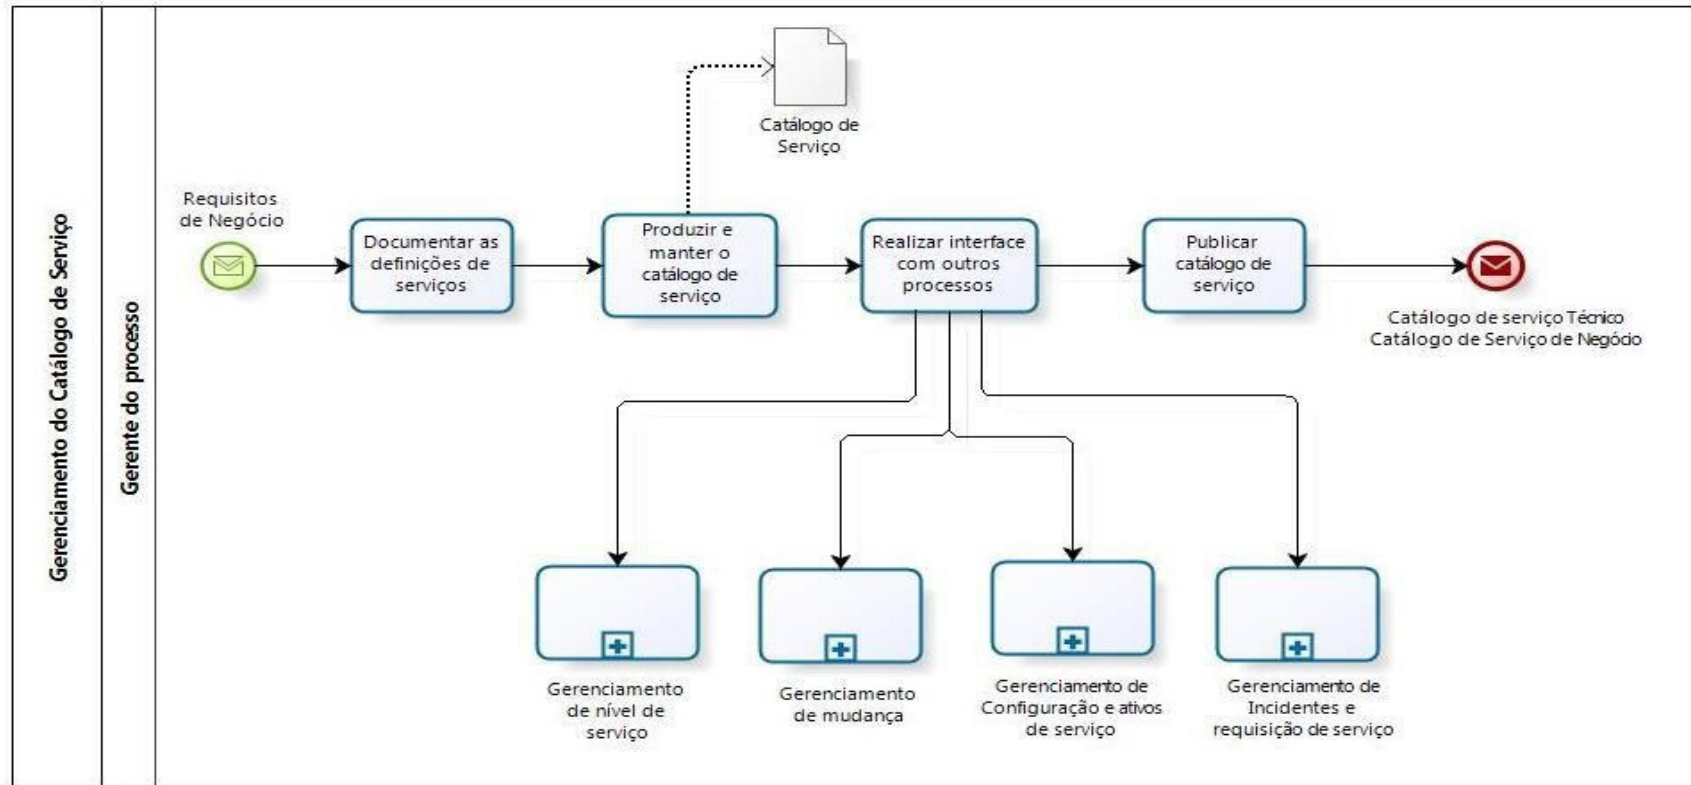 Gerenciamento do Catálogo de Serviço
Gerente do processo
Catálogo de
Serviço
Requisitos
de Negócio
Documentar as
definições de
serviços
Produzir e
manter o
catálogo de
serviço
Realizar interface
com outros
processos
Publicar
catálogo de
serviço
Catálogo de serviço Técnico
Catálogo de Serviço de Negócio
Gerenciamento
de nível de
serviço
Gerenciamento
de mudança
Gerenciamento de
Configuração e ativos
de serviço
Gerenciamento de
Incidentes e
requisição de serviço